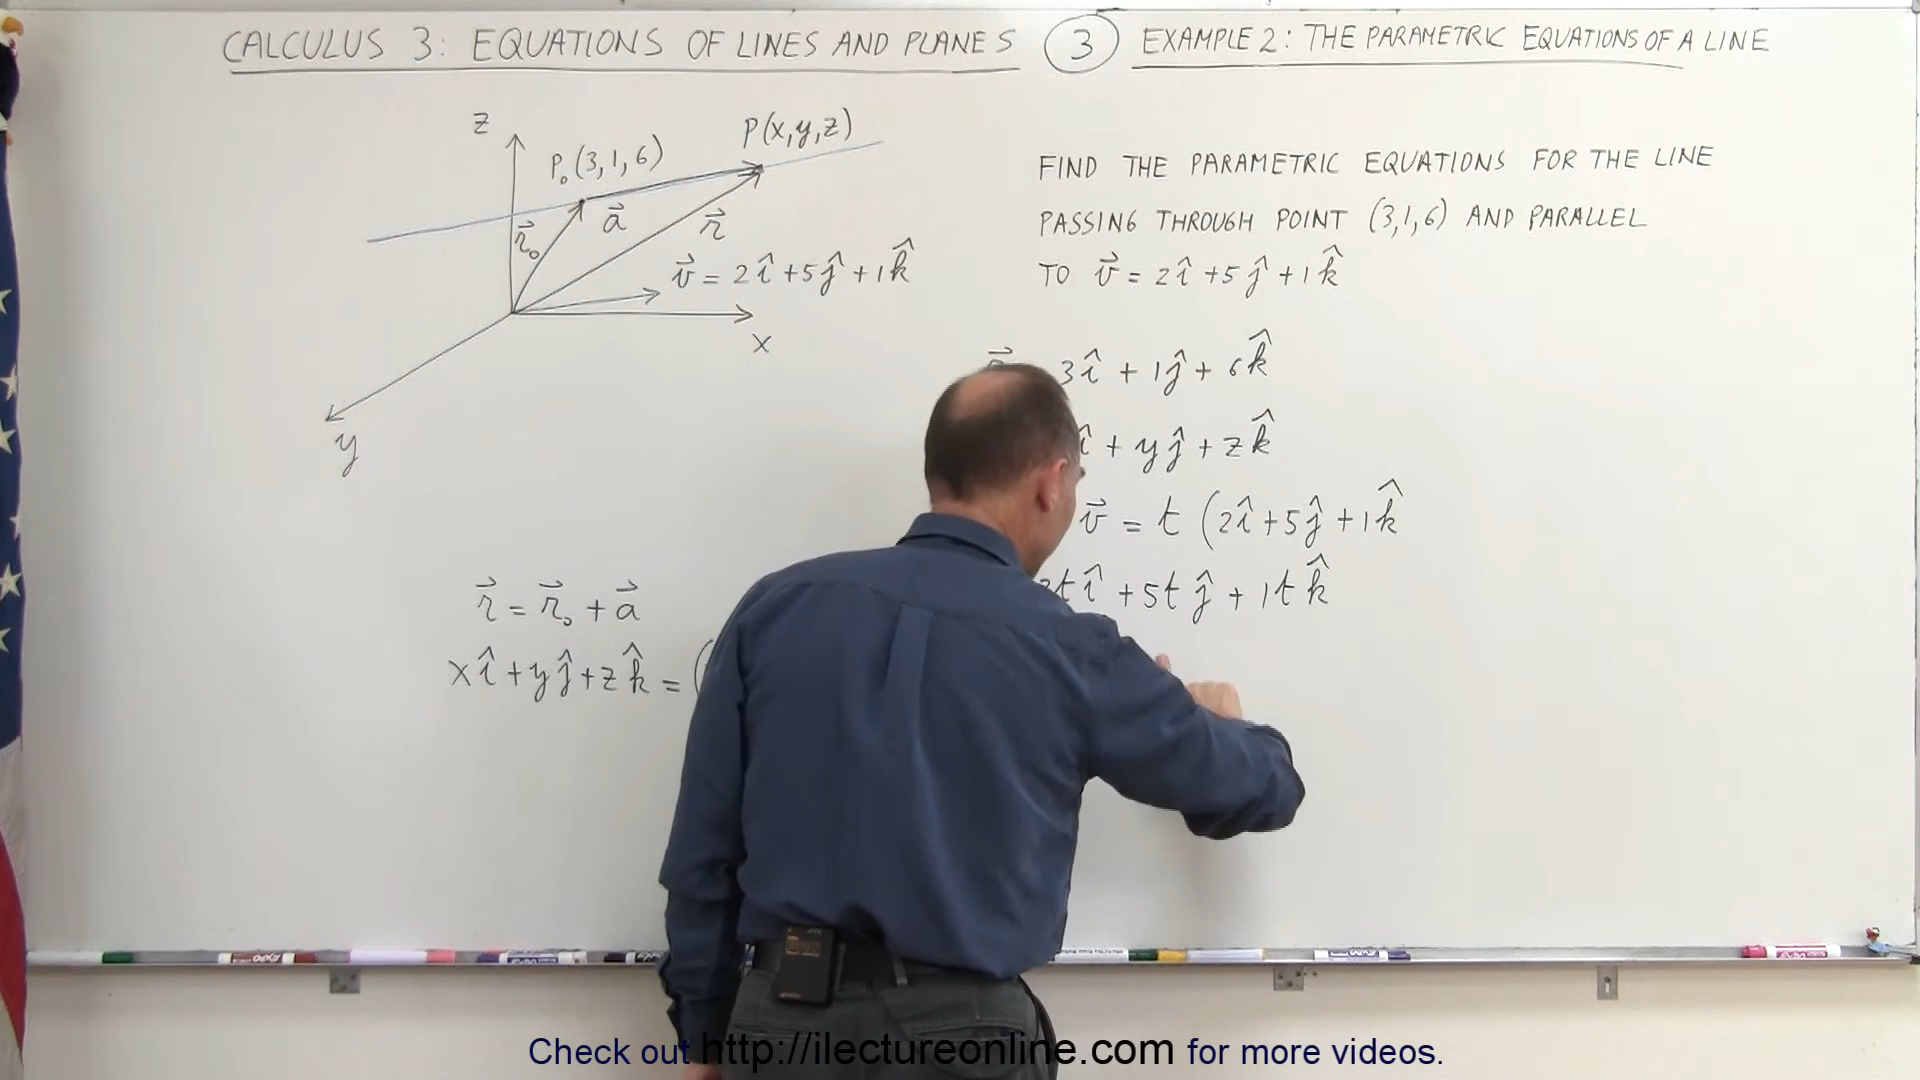 CALCULUS 3: EQUATIONS OF LINES AND PLANES ③ EXAMPLE 2: THE PARAMETRIC EQUATIONS OF A LINE
z
P(x,y,z)
P₀(3,1,6)
r⃗₀
a⃗
r⃗
v⃗ = 2î+5ĵ+1k̂
x
y
FIND THE PARAMETRIC EQUATIONS FOR THE LINE
PASSING THROUGH POINT (3,1,6) AND PARALLEL
TO v⃗ = 2î+5ĵ+1k̂
3î + 1ĵ + 6k̂
î + yĵ + zk̂
v⃗ = t (2î+5ĵ+1k̂
tî +5tĵ + 1tk̂
r⃗ = r⃗₀ + a⃗
xî+yĵ+zk̂ = (
Check out http://ilectureonline.com for more videos.